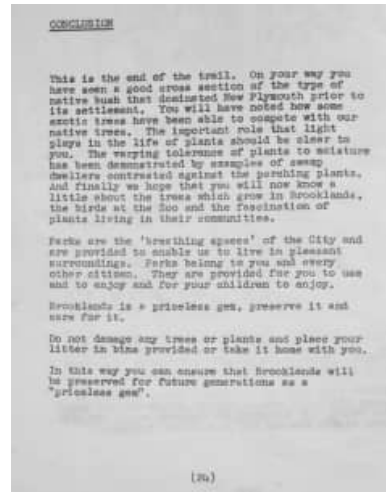 CONCLUSION
This is the end of the trail. On your way you
have seen a good cross section of the type of
native bush that dominated New Plymouth prior to
its settlement. You will have noted how some
exotic trees have been able to compete with our
native trees. The important role that light
plays in the life of plants should be clear to
you. The varying tolerance of plants to moisture
has been demonstrated by examples of swamp
dwellers contrasted against the perching plants.
And finally we hope that you will now know a
little about the trees which grow in Brooklands,
the birds at the Zoo and the fascination of
plants living in their communities.
Parks are the 'breathing spaces' of the City and
are provided to enable us to live in pleasant
surroundings. Parks belong to you and every
other citizen. They are provided for you to use
and to enjoy and for your children to enjoy.
Brooklands is a priceless gem, preserve it and
care for it.
Do not damage any trees or plants and place your
litter in bins provided or take it home with you.
In this way you can ensure that Brooklands will
be preserved for future generations as a
"priceless gem".
(24)